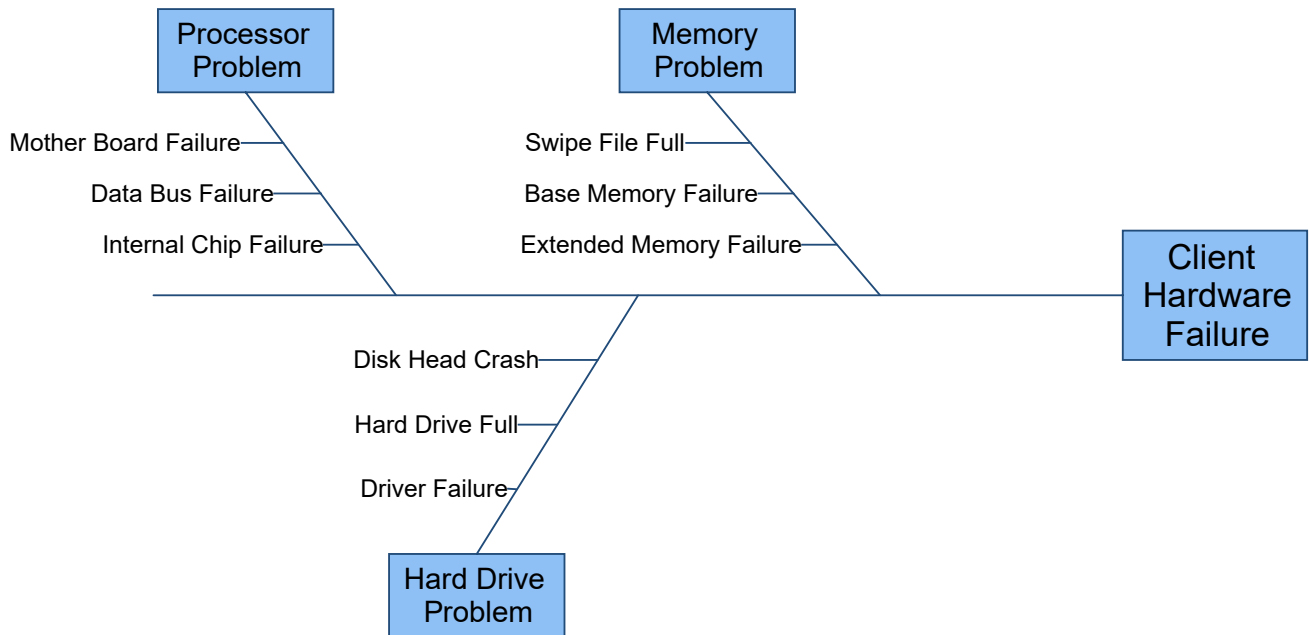 Processor
Problem
Memory
Problem
Mother Board Failure
Data Bus Failure
Internal Chip Failure
Swipe File Full
Base Memory Failure
Extended Memory Failure
Client
Hardware
Failure
Disk Head Crash
Hard Drive Full
Driver Failure
Hard Drive
Problem